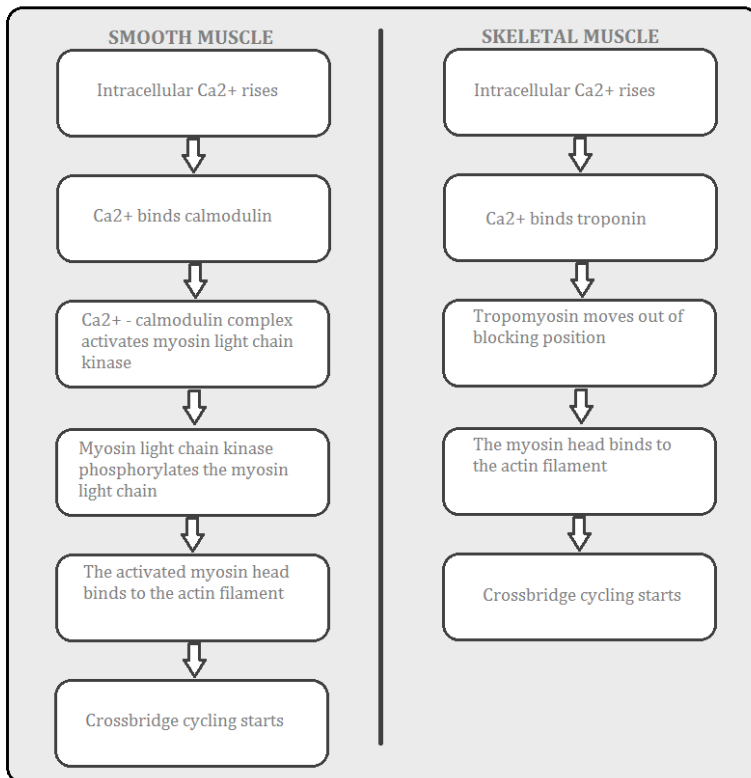 SMOOTH MUSCLE
Intracellular Ca2+ rises
Ca2+ binds calmodulin
Ca2+ - calmodulin complex
activates myosin light chain
kinase
Myosin light chain kinase
phosphorylates the myosin
light chain
The activated myosin head
binds to the actin filament
Crossbridge cycling starts
SKELETAL MUSCLE
Intracellular Ca2+ rises
Ca2+ binds troponin
Tropomyosin moves out of
blocking position
The myosin head binds to
the actin filament
Crossbridge cycling starts